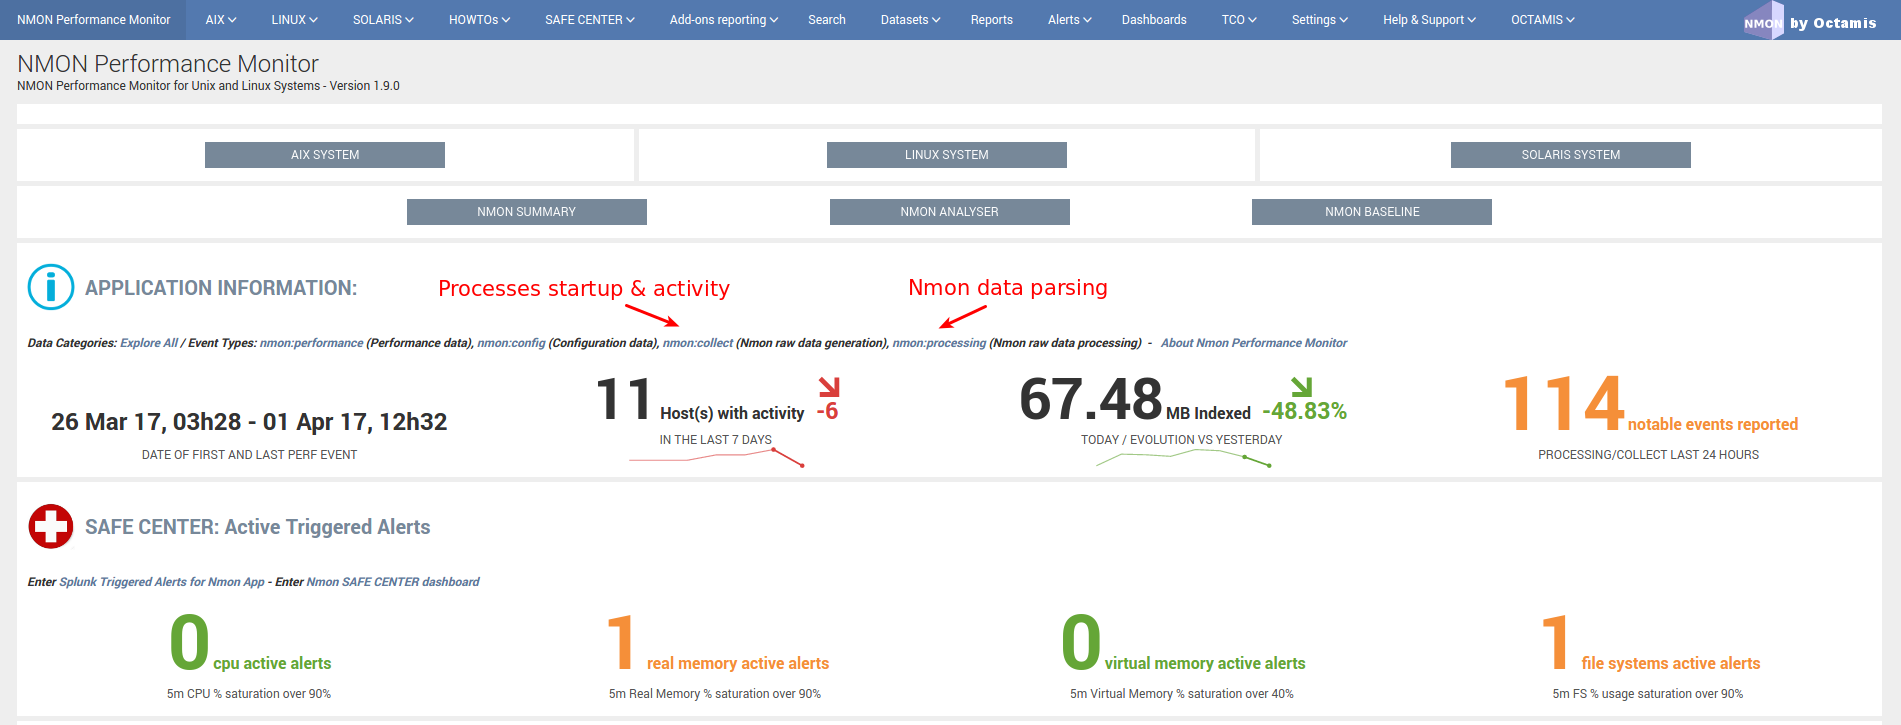 NMON Performance Monitor AIX LINUX SOLARIS HOWTOs SAFE CENTER Add-ons reporting Search Datasets Reports Alerts Dashboards TCO Settings Help & Support OCTAMIS NMON by Octamis
NMON Performance Monitor
NMON Performance Monitor for Unix and Linux Systems - Version 1.9.0
AIX SYSTEM LINUX SYSTEM SOLARIS SYSTEM
NMON SUMMARY NMON ANALYSER NMON BASELINE
APPLICATION INFORMATION: Processes startup & activity Nmon data parsing
Data Categories: Explore All / Event Types: nmon:performance (Performance data), nmon:config (Configuration data), nmon:collect (Nmon raw data generation), nmon:processing (Nmon raw data processing) - About Nmon Performance Monitor
26 Mar 17, 03h28 - 01 Apr 17, 12h32
DATE OF FIRST AND LAST PERF EVENT
11 Host(s) with activity -6
IN THE LAST 7 DAYS
67.48 MB Indexed -48.83%
TODAY / EVOLUTION VS YESTERDAY
114 notable events reported
PROCESSING/COLLECT LAST 24 HOURS
SAFE CENTER: Active Triggered Alerts
Enter Splunk Triggered Alerts for Nmon App - Enter Nmon SAFE CENTER dashboard
0 cpu active alerts
5m CPU % saturation over 90%
1 real memory active alerts
5m Real Memory % saturation over 90%
0 virtual memory active alerts
5m Virtual Memory % saturation over 40%
1 file systems active alerts
5m FS % usage saturation over 90%